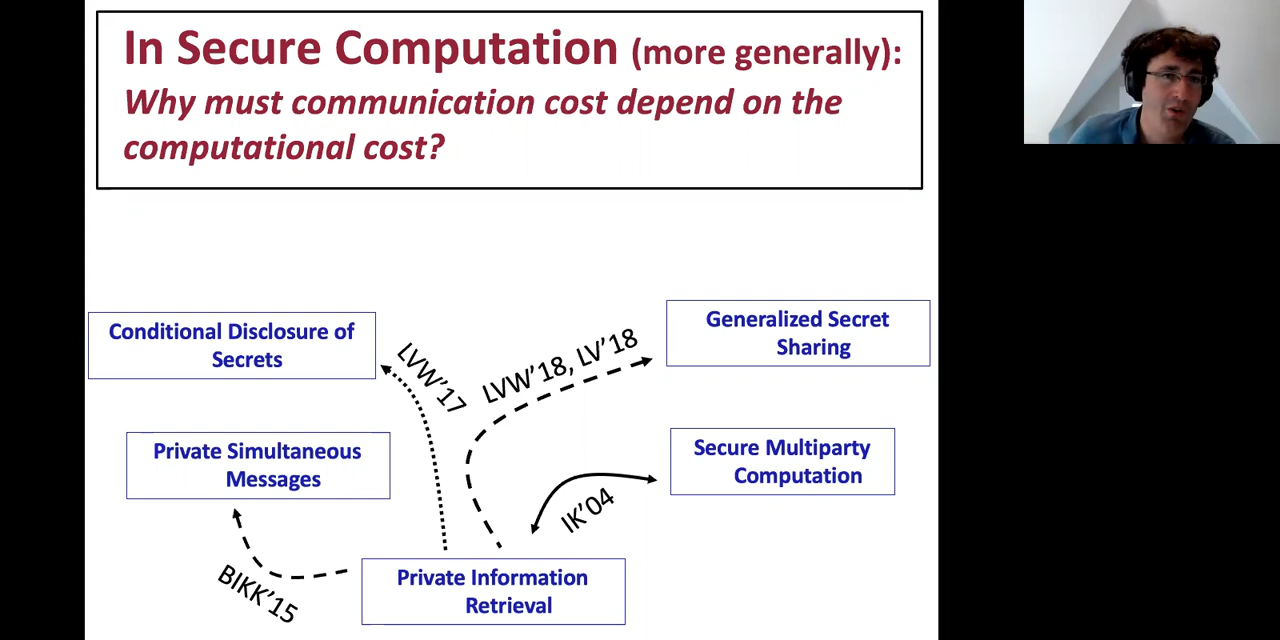 In Secure Computation (more generally):
Why must communication cost depend on the
computational cost?
Conditional Disclosure of
Secrets
LVW'17
LVW'18, LV'18
Generalized Secret
Sharing
Private Simultaneous
Messages
Secure Multiparty
Computation
IK'04
BIKK'15
Private Information
Retrieval